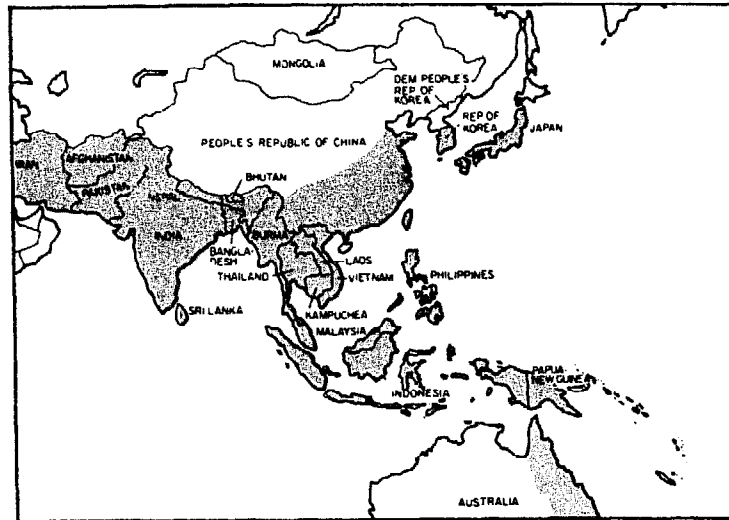 MONGOLIA
DEM PEOPLE'S
REP OF
KOREA
REP OF
KOREA
JAPAN
PEOPLE'S REPUBLIC OF CHINA
IRAN
AFGHANISTAN
PAKISTAN
NEPAL
BHUTAN
INDIA
BURMA
BANGLA-
DESH
THAILAND
LAOS
VIETNAM
PHILIPPINES
SRI LANKA
KAMPUCHEA
MALAYSIA
PAPUA
NEW GUINEA
INDONESIA
AUSTRALIA